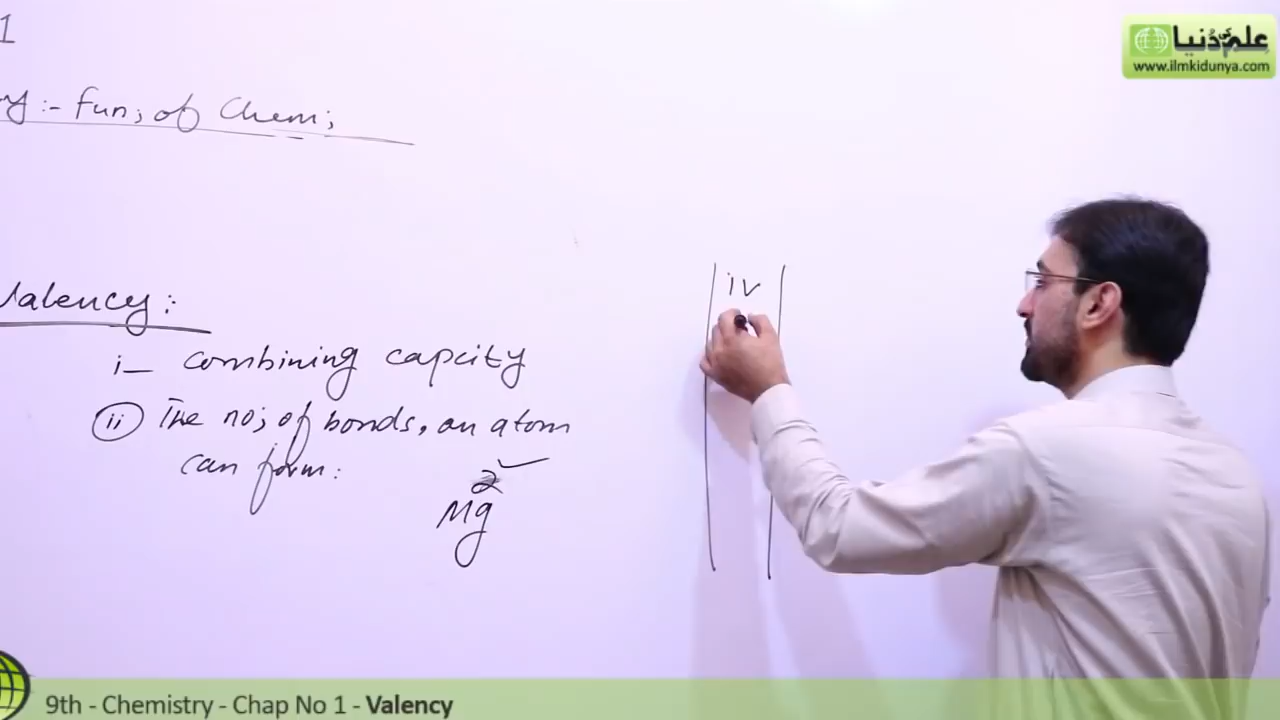 1
علم کی دنیا
www.ilmkidunya.com
y:- Fun; of Chem;
Valency:
i- combining capcity
iv
ii The no; of bonds, an atom
can form:
2
Mg
9th - Chemistry - Chap No 1 - Valency